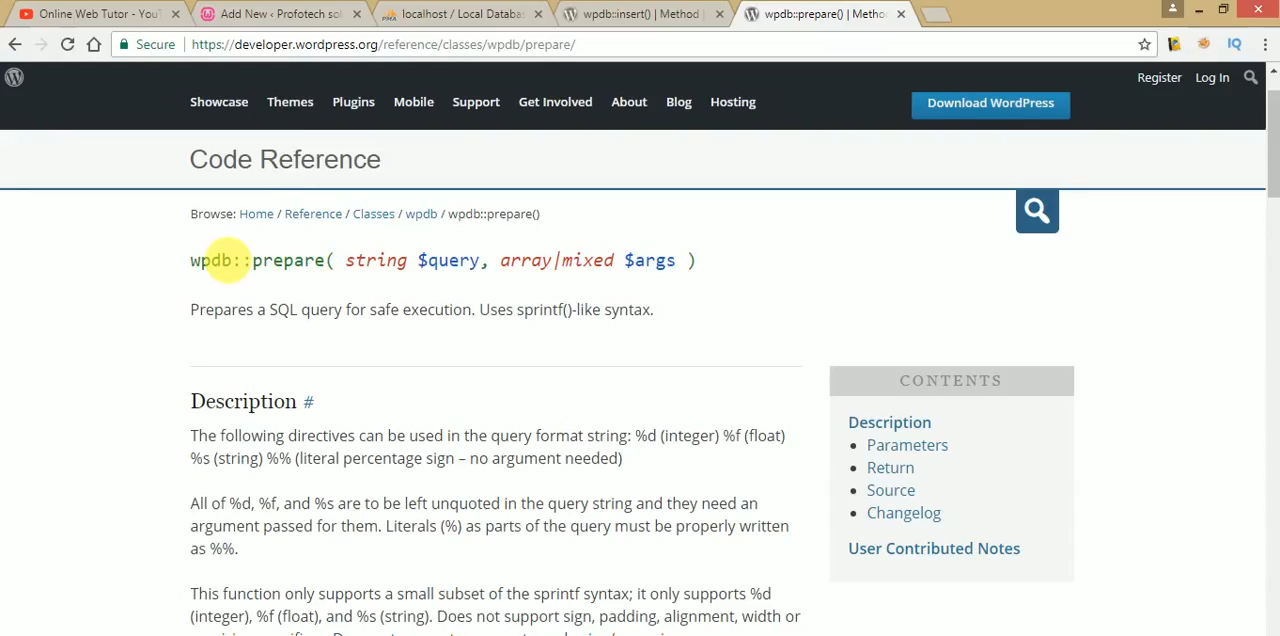 Online Web Tutor - YouT
Add New ‹ Profotech sol
localhost / Local Databas
wpdb::insert() | Method
wpdb::prepare() | Metho
Secure https://developer.wordpress.org/reference/classes/wpdb/prepare/
Register Log In
Showcase Themes Plugins Mobile Support Get Involved About Blog Hosting
Download WordPress
Code Reference
Browse: Home / Reference / Classes / wpdb / wpdb::prepare()
wpdb::prepare( string $query, array|mixed $args )
Prepares a SQL query for safe execution. Uses sprintf()-like syntax.
Description #
The following directives can be used in the query format string: %d (integer) %f (float)
%s (string) %% (literal percentage sign – no argument needed)
All of %d, %f, and %s are to be left unquoted in the query string and they need an
argument passed for them. Literals (%) as parts of the query must be properly written
as %%.
This function only supports a small subset of the sprintf syntax; it only supports %d
(integer), %f (float), and %s (string). Does not support sign, padding, alignment, width or
CONTENTS
Description
Parameters
Return
Source
Changelog
User Contributed Notes